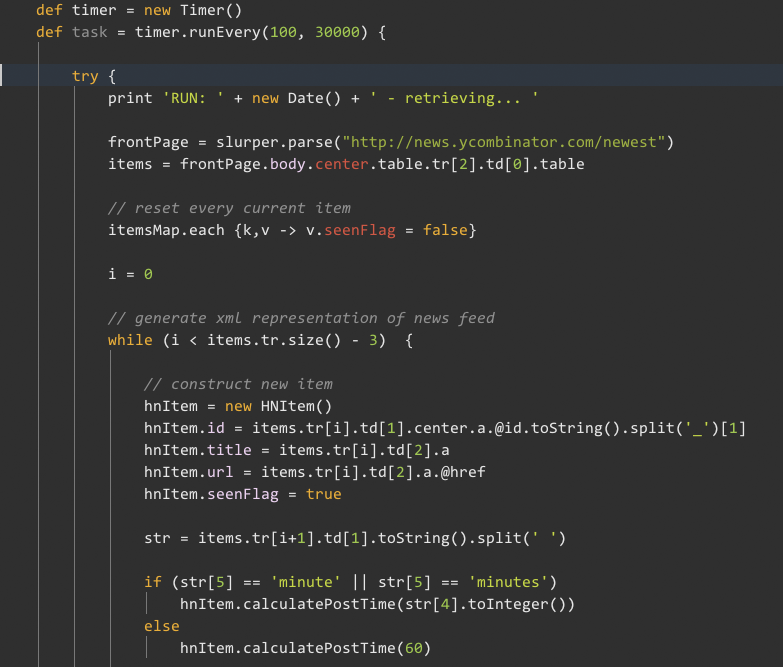 def timer = new Timer()
def task = timer.runEvery(100, 30000) {
try {
print 'RUN: ' + new Date() + ' - retrieving... '
frontPage = slurper.parse("http://news.ycombinator.com/newest")
items = frontPage.body.center.table.tr[2].td[0].table
// reset every current item
itemsMap.each {k,v -> v.seenFlag = false}
i = 0
// generate xml representation of news feed
while (i < items.tr.size() - 3)  {
// construct new item
hnItem = new HNItem()
hnItem.id = items.tr[i].td[1].center.a.@id.toString().split('_')[1]
hnItem.title = items.tr[i].td[2].a
hnItem.url = items.tr[i].td[2].a.@href
hnItem.seenFlag = true
str = items.tr[i+1].td[1].toString().split(' ')
if (str[5] == 'minute' || str[5] == 'minutes')
hnItem.calculatePostTime(str[4].toInteger())
else
hnItem.calculatePostTime(60)